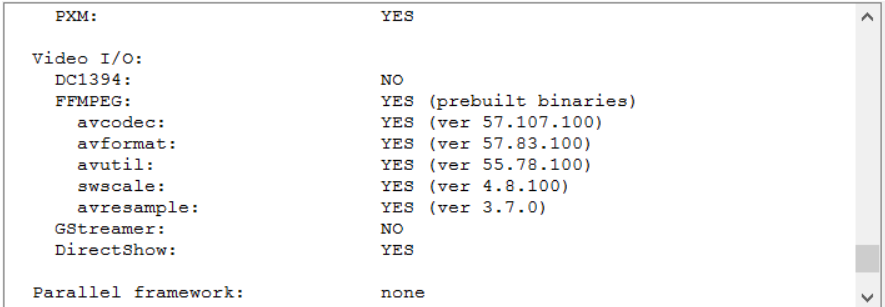 PXM: YES
Video I/O:
DC1394: NO
FFMPEG: YES (prebuilt binaries)
avcodec: YES (ver 57.107.100)
avformat: YES (ver 57.83.100)
avutil: YES (ver 55.78.100)
swscale: YES (ver 4.8.100)
avresample: YES (ver 3.7.0)
GStreamer: NO
DirectShow: YES
Parallel framework: none